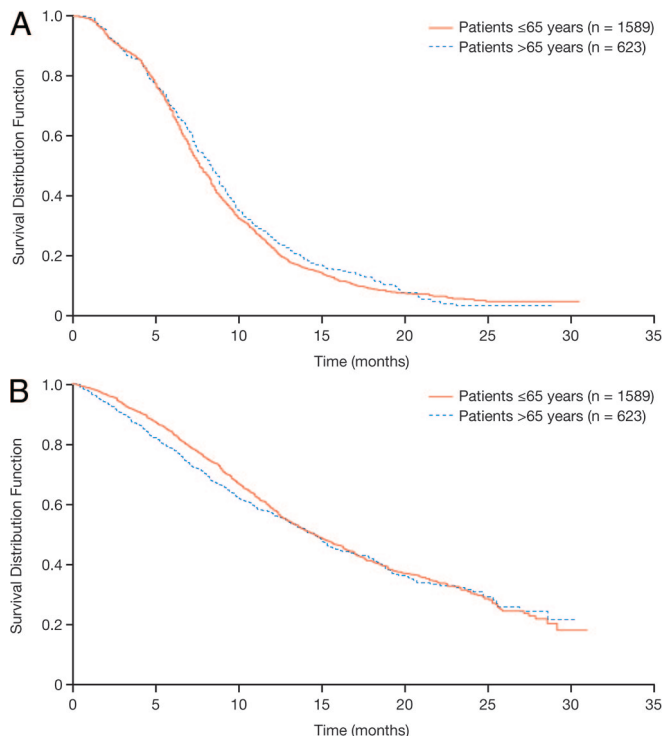 A
Patients ≤65 years (n = 1589)
Patients >65 years (n = 623)
Survival Distribution Function
1.0
0.8
0.6
0.4
0.2
0
0 5 10 15 20 25 30 35
Time (months)
B
Patients ≤65 years (n = 1589)
Patients >65 years (n = 623)
Survival Distribution Function
1.0
0.8
0.6
0.4
0.2
0
0 5 10 15 20 25 30 35
Time (months)